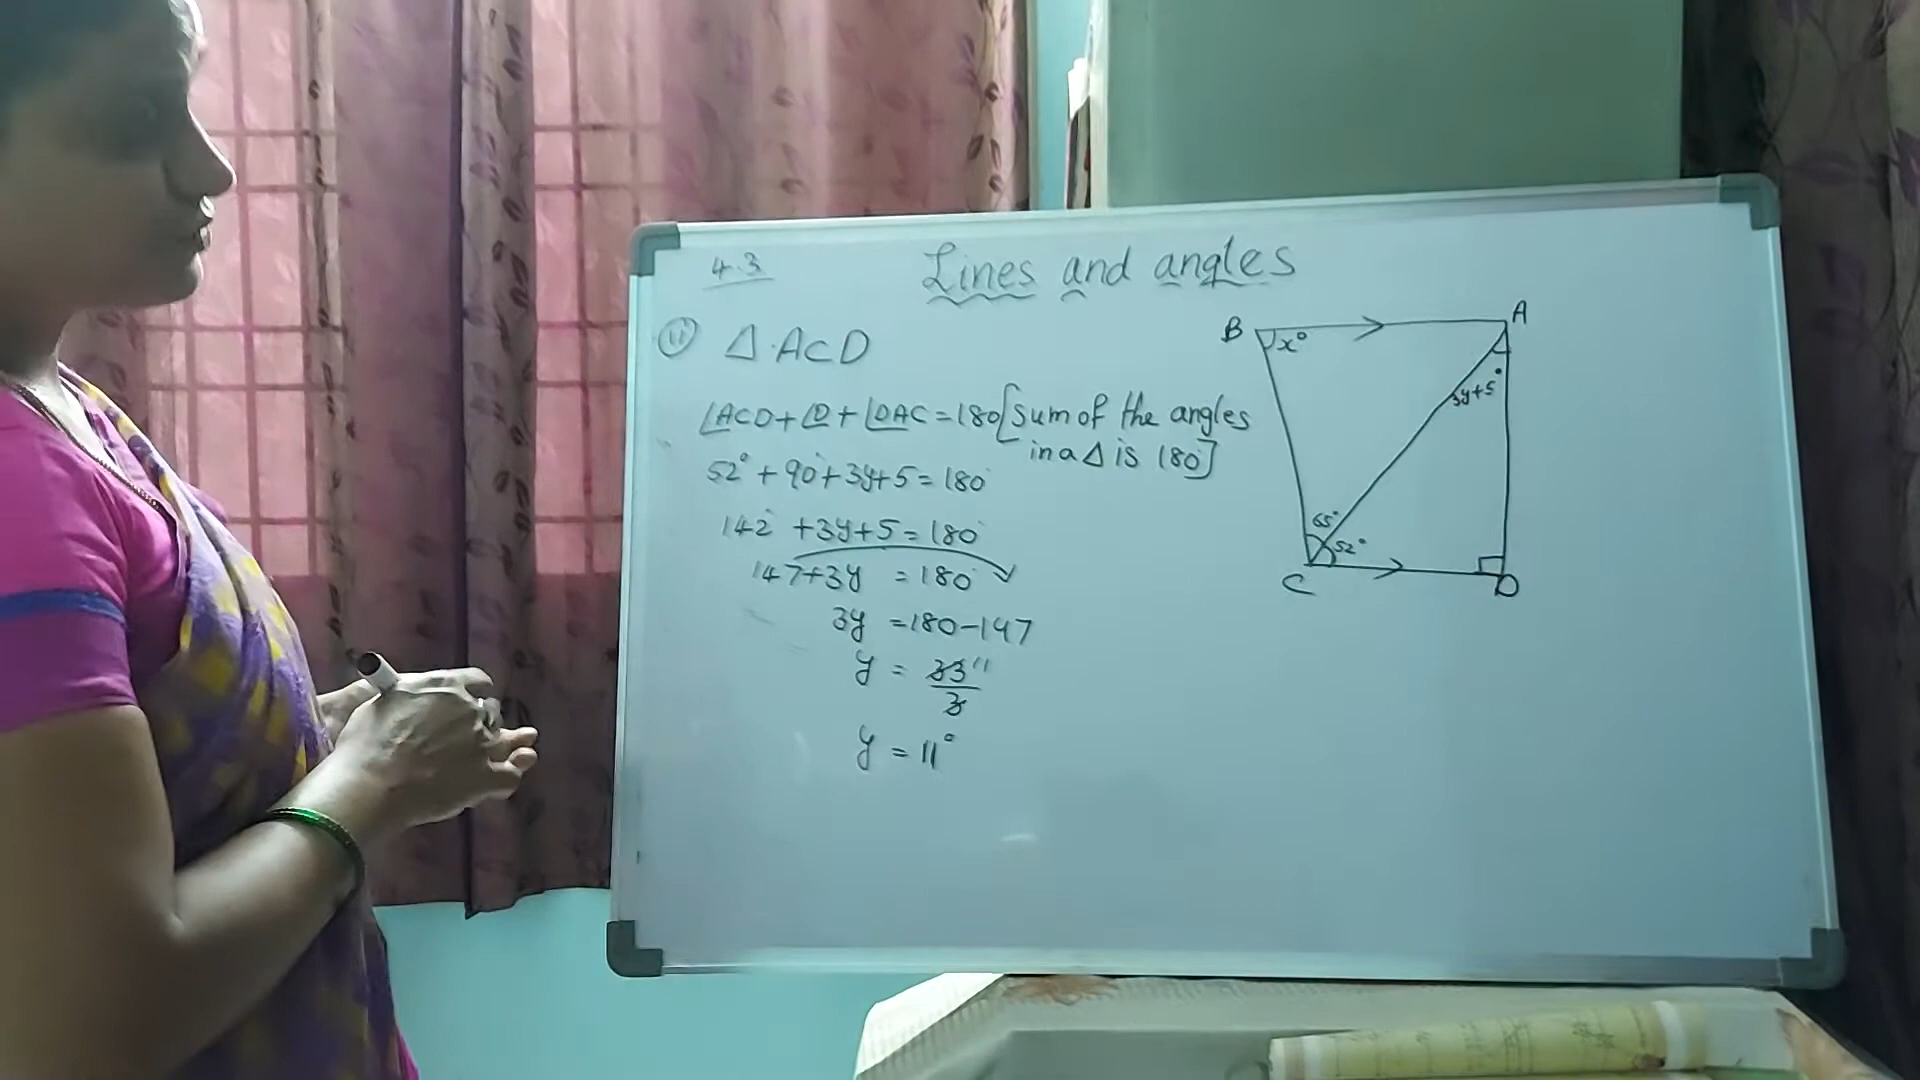 4.3
Lines and angles
ii) Δ ACD
∠ACD+∠D+∠DAC=180 [Sum of the angles
in a Δ is 180°]
52°+90°+3y+5=180°
142°+3y+5=180°
147+3y =180°
3y =180-147
y = 33 11
3
y = 11°
B
x°
A
3y+5°
65°
52°
C
D